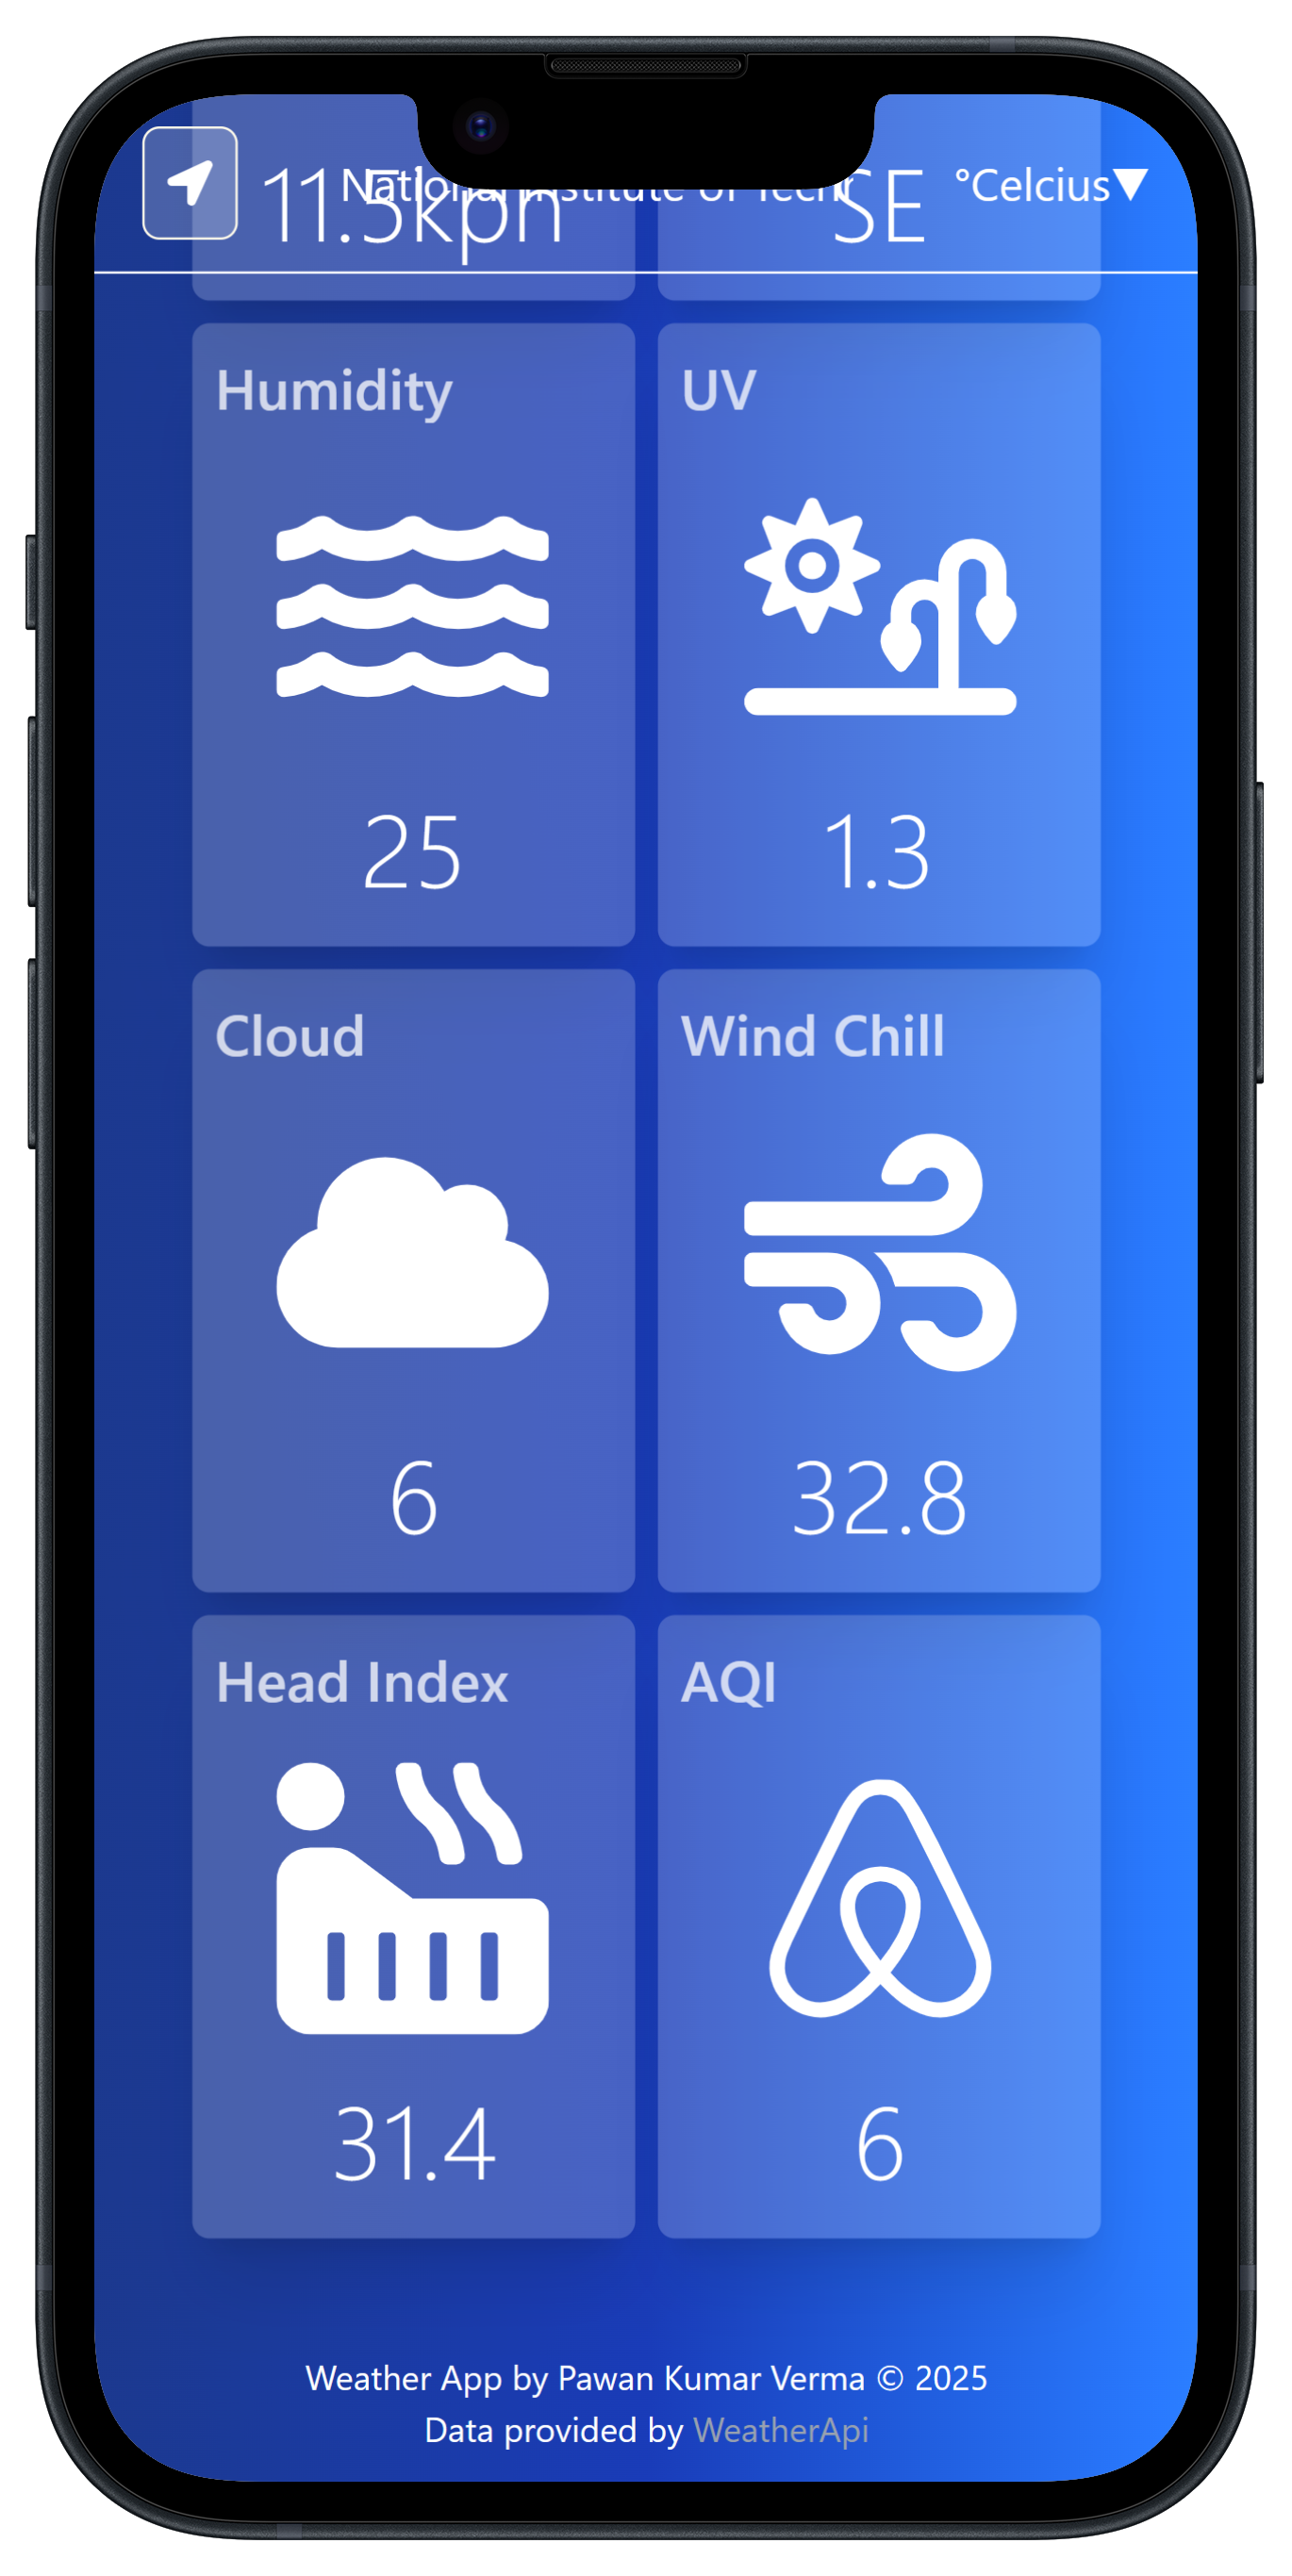 National Institute of Techn
°Celcius▼
11.5kph
SE
Humidity
UV
25
1.3
Cloud
Wind Chill
6
32.8
Head Index
AQI
31.4
6
Weather App by Pawan Kumar Verma © 2025
Data provided by WeatherApi